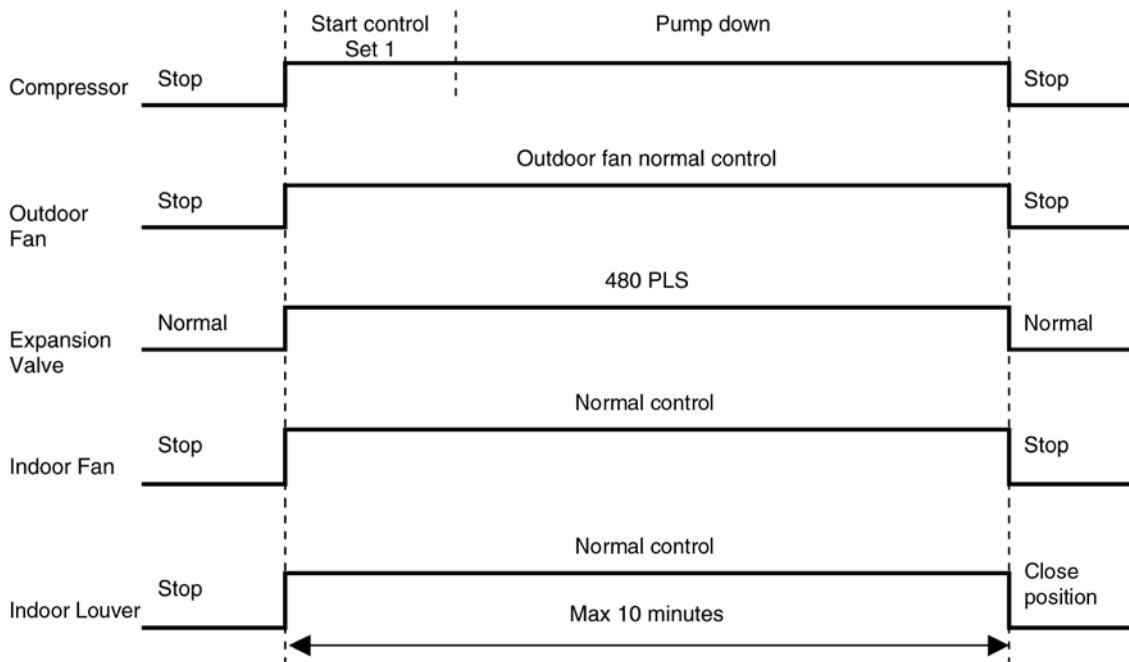 Start control
Set 1
Pump down
Compressor
Stop
Stop
Outdoor fan normal control
Outdoor
Fan
Stop
Stop
480 PLS
Expansion
Valve
Normal
Normal
Normal control
Indoor Fan
Stop
Stop
Normal control
Indoor Louver
Stop
Max 10 minutes
Close
position